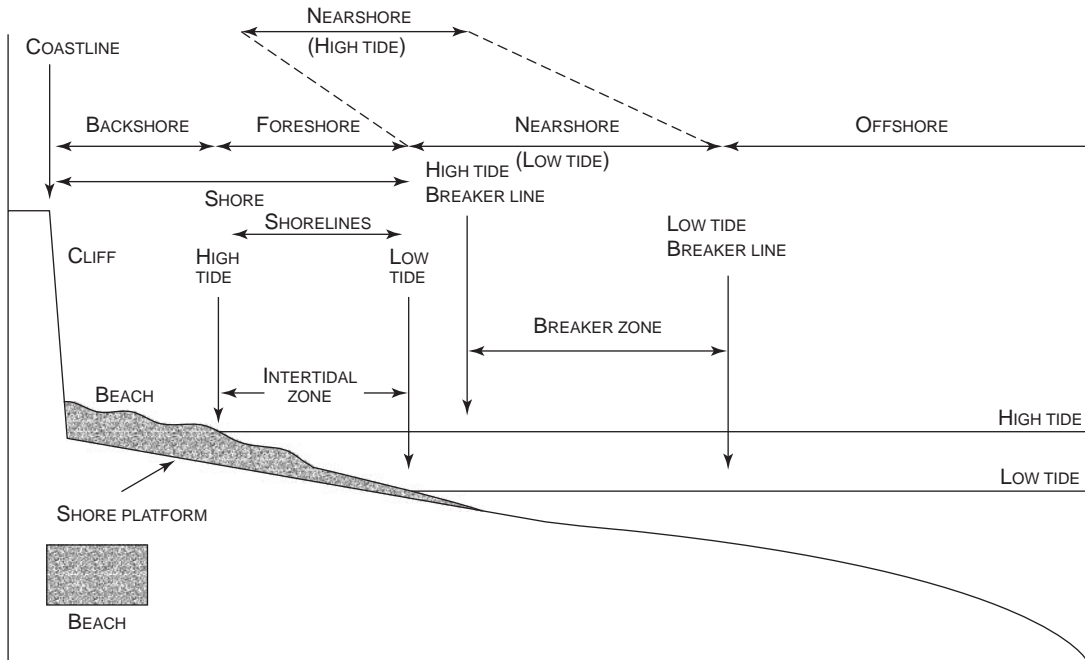 NEARSHORE
(HIGH TIDE)
COASTLINE
BACKSHORE
FORESHORE
NEARSHORE
(LOW TIDE)
OFFSHORE
SHORE
HIGH TIDE
BREAKER LINE
SHORELINES
LOW TIDE
BREAKER LINE
CLIFF
HIGH
TIDE
LOW
TIDE
BREAKER ZONE
INTERTIDAL
ZONE
BEACH
HIGH TIDE
LOW TIDE
SHORE PLATFORM
BEACH